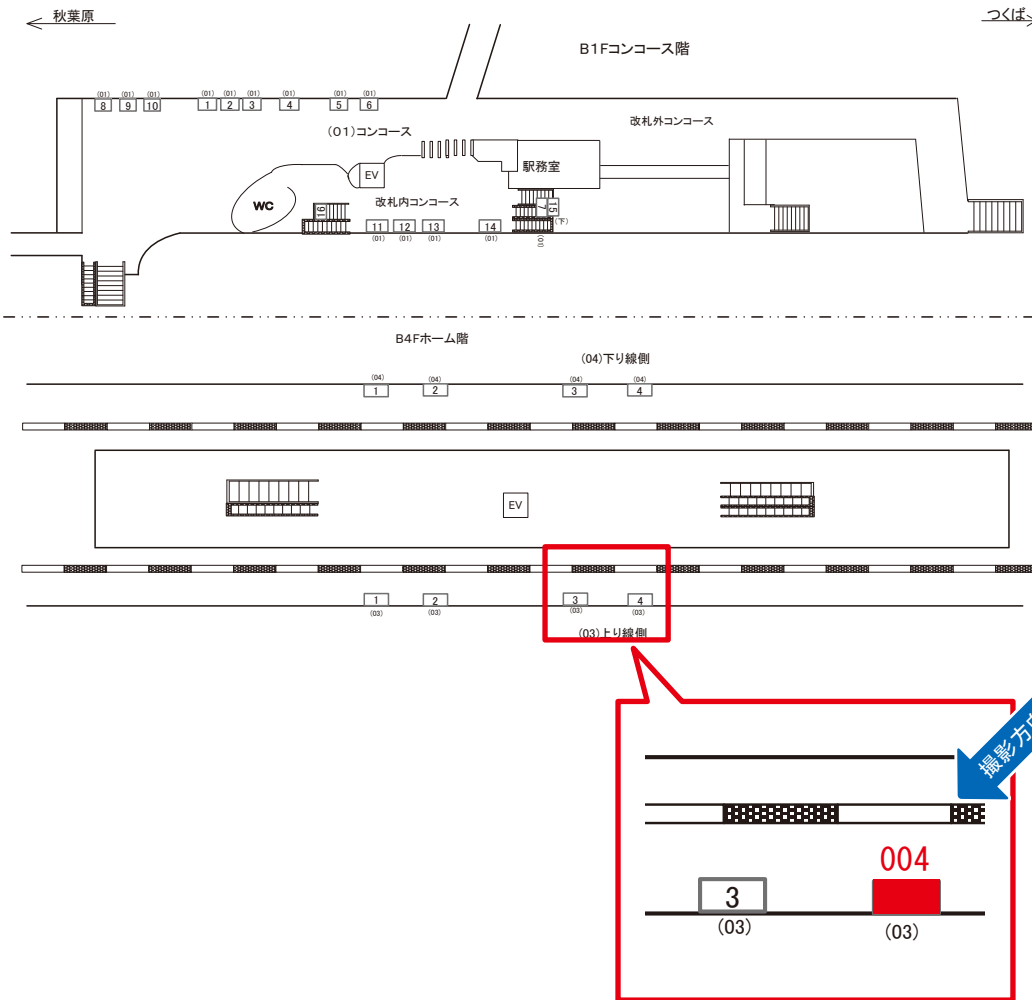 秋葉原
つくば
B1Fコンコース階
(01) (01) (01) (01) (01) (01) (01) (01) (01)
8 9 10 1 2 3 4 5 6
(01)コンコース
改札外コンコース
駅務室
EV
WC
改札内コンコース
16
7
15
(下)
11 12 13 14
(01) (01) (01) (01)
(01)
B4Fホーム階
(04)下り線側
(04) (04) (04) (04)
1 2 3 4
EV
1 2 3 4
(03) (03) (03) (03)
(03)上り線側
撮影方向
004
3
(03) (03)